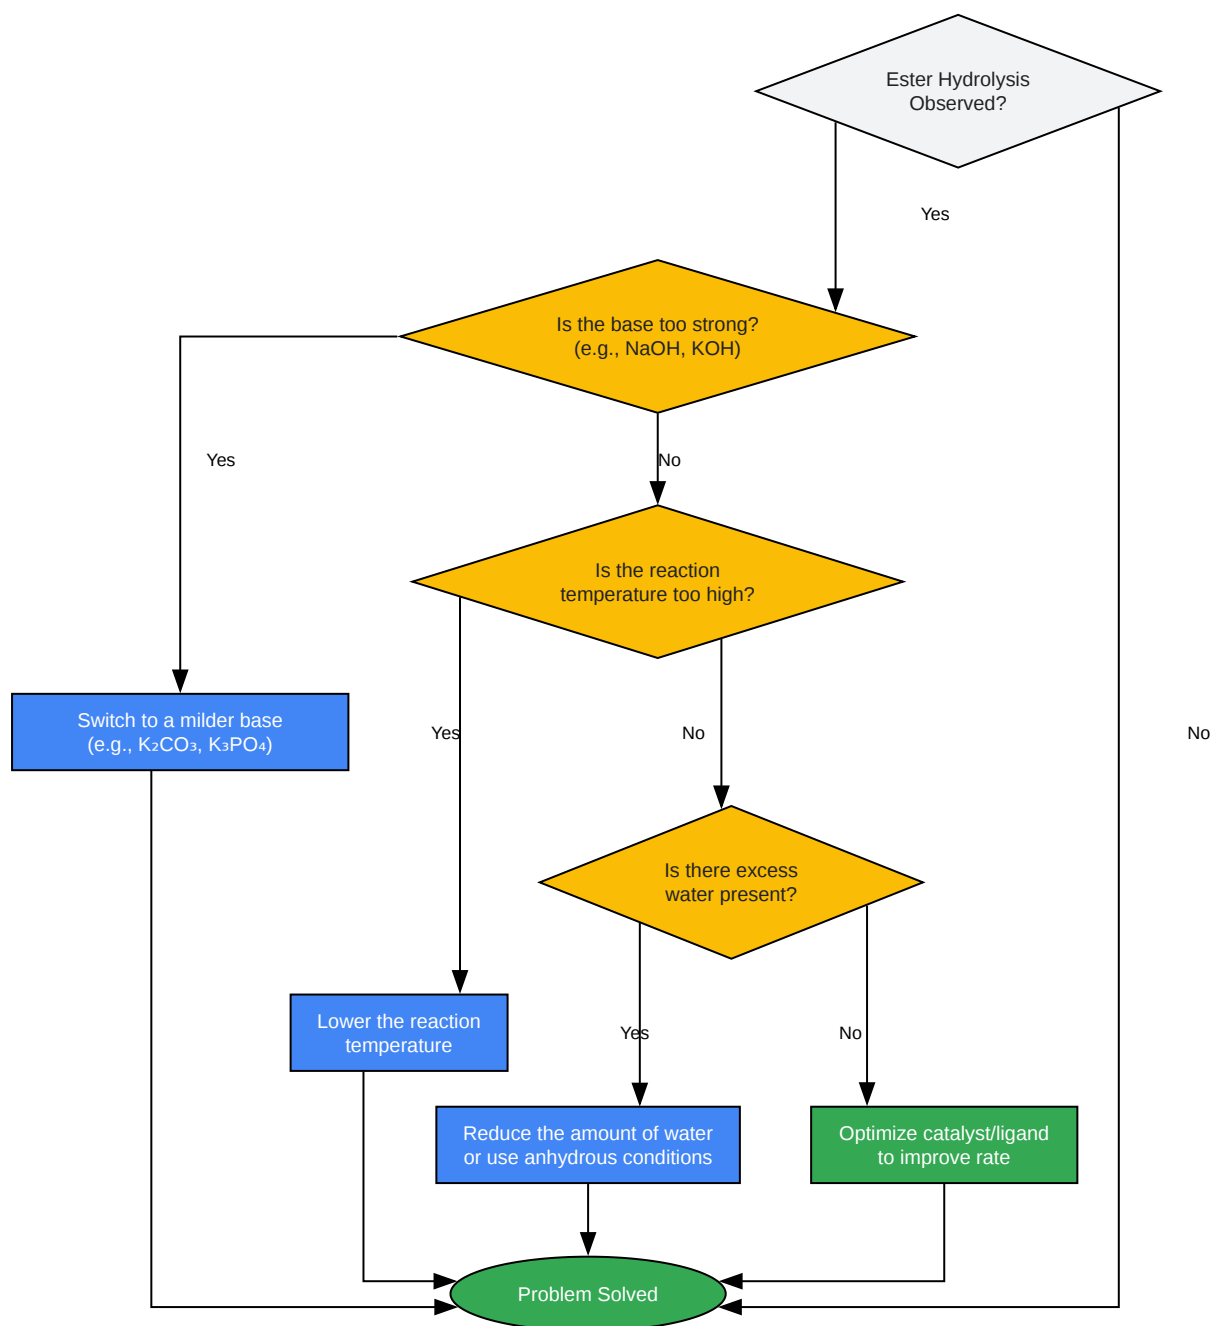 Ester Hydrolysis
Observed?
Yes
Is the base too strong?
(e.g., NaOH, KOH)
Yes
No
Is the reaction
temperature too high?
Switch to a milder base
(e.g., K₂CO₃, K₃PO₄)
Yes
No
No
Is there excess
water present?
Lower the reaction
temperature
Yes
No
Reduce the amount of water
or use anhydrous conditions
Optimize catalyst/ligand
to improve rate
Problem Solved